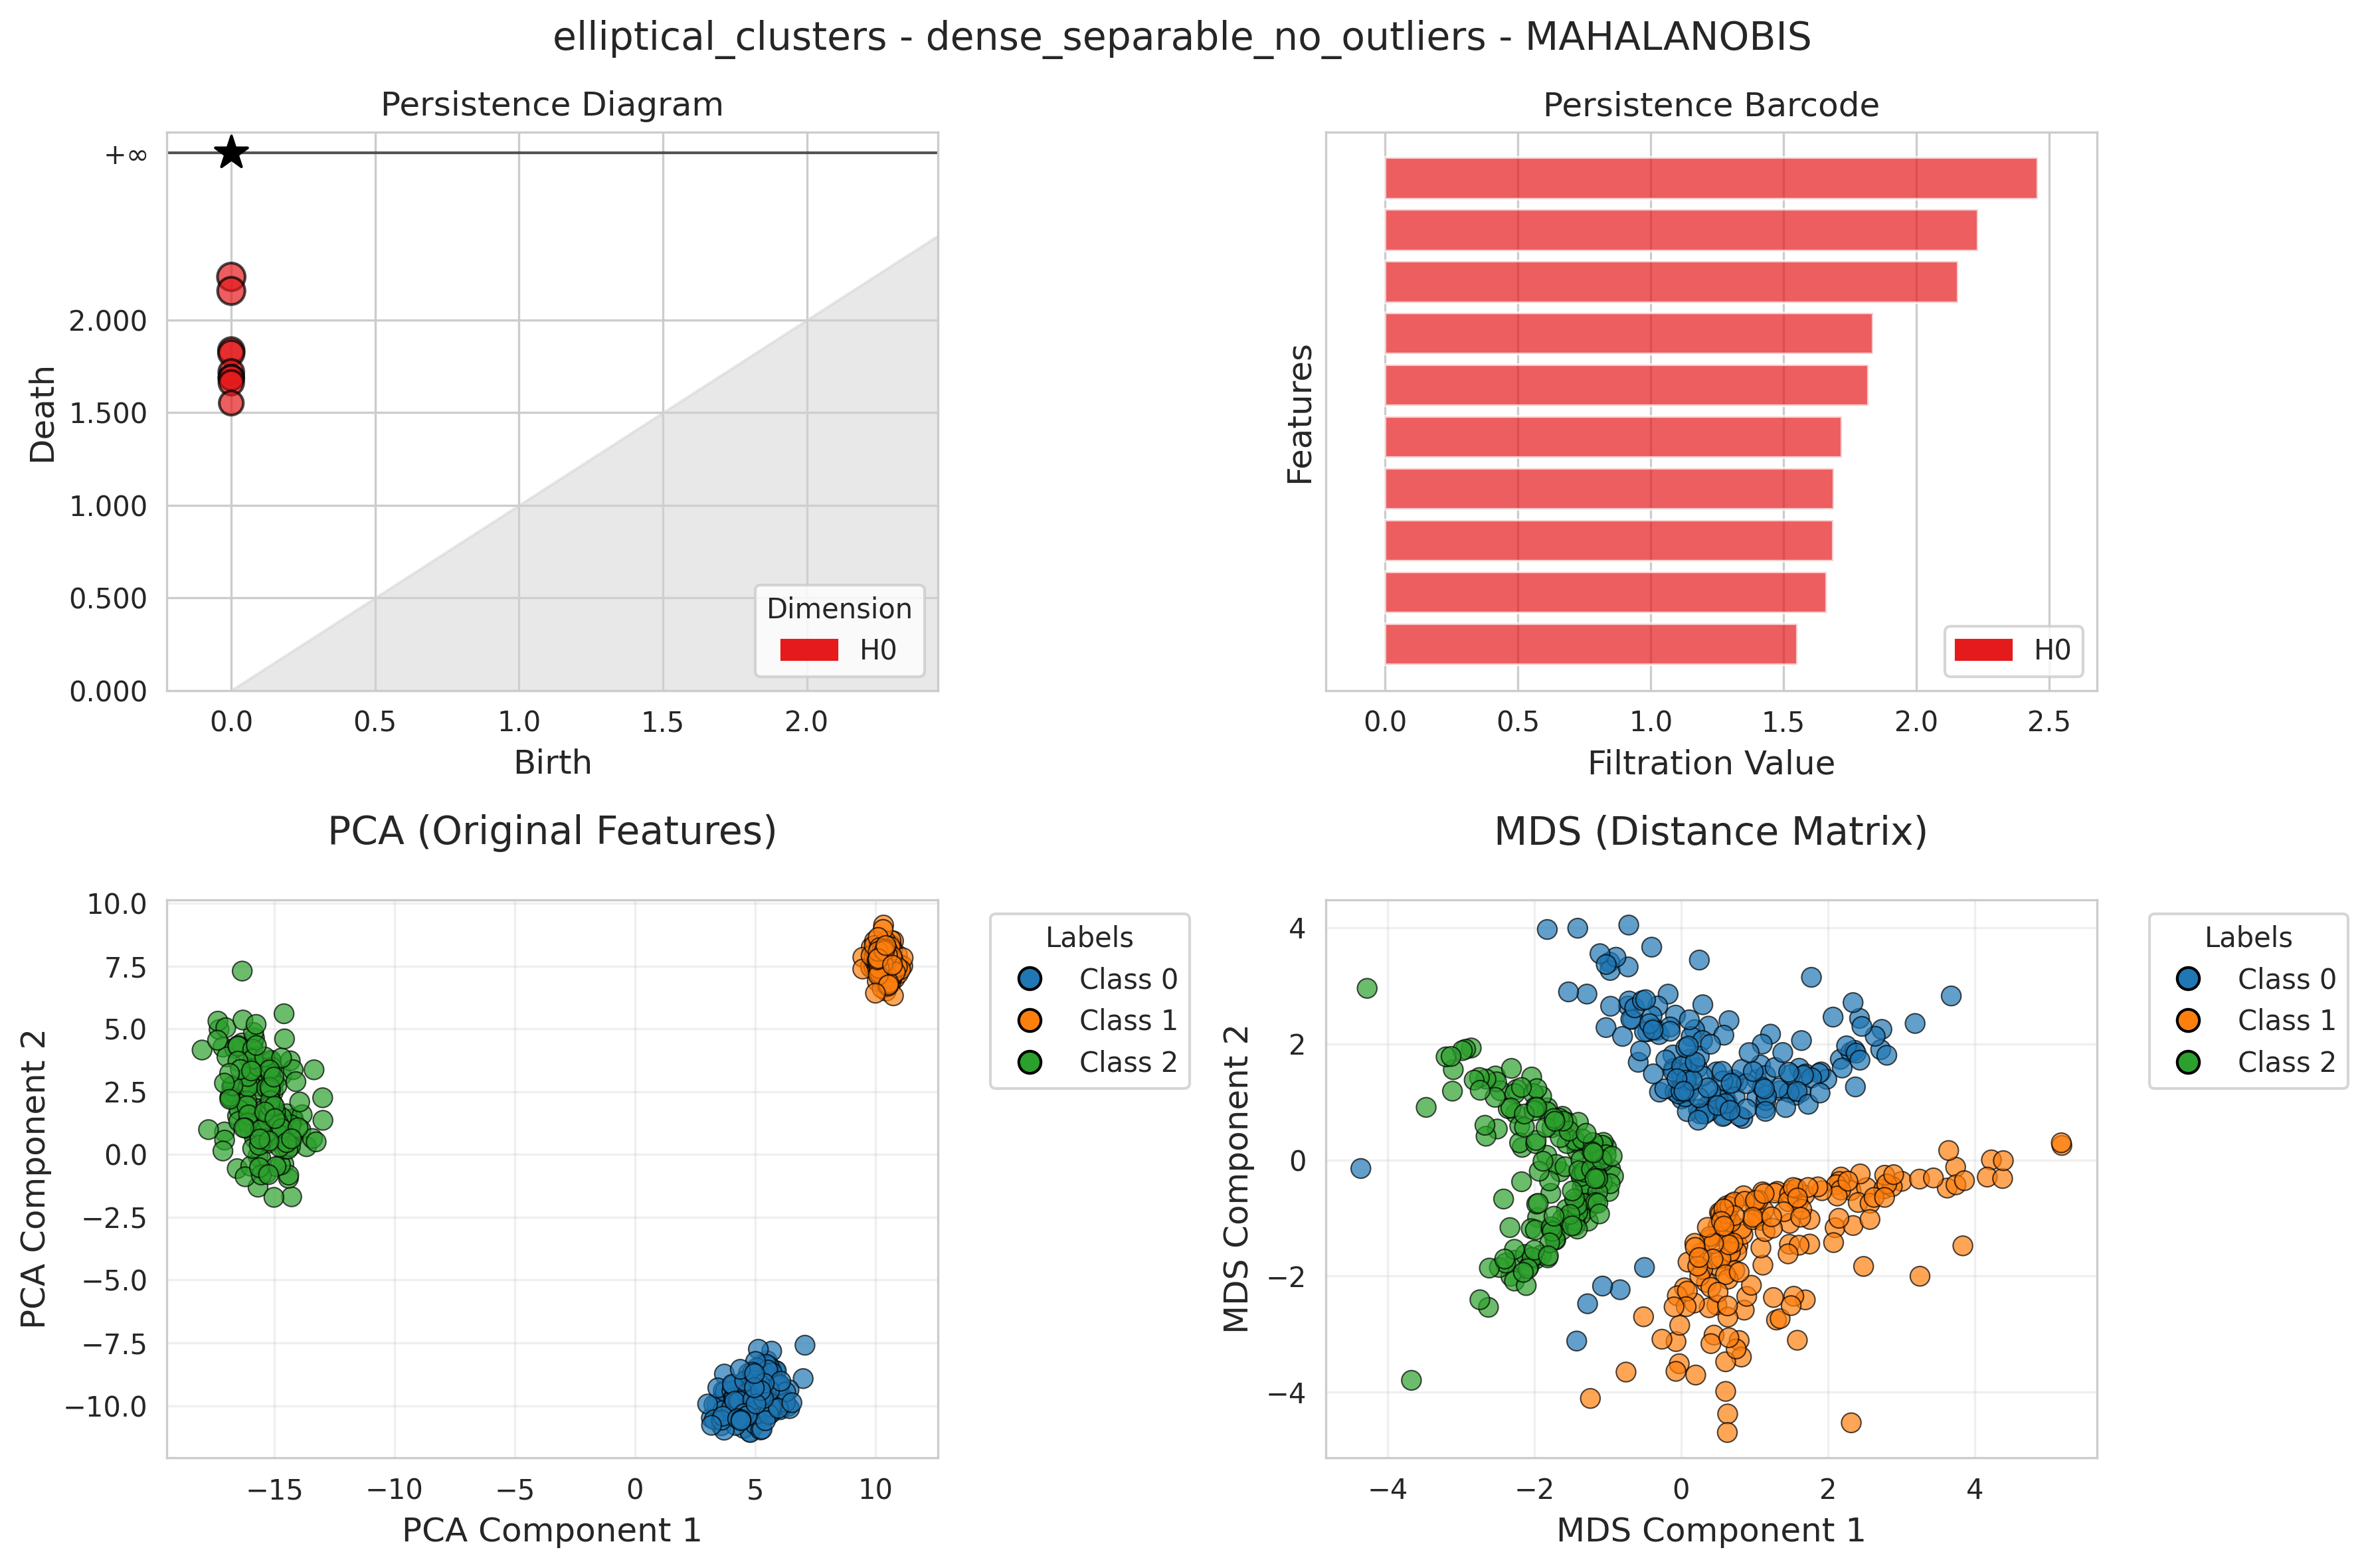 elliptical_clusters - dense_separable_no_outliers - MAHALANOBIS
Persistence Diagram
+∞
2.000
1.500
1.000
0.500
0.000
Death
0.0 0.5 1.0 1.5 2.0
Birth
Dimension
H0
Persistence Barcode
Features
0.0 0.5 1.0 1.5 2.0 2.5
Filtration Value
H0
PCA (Original Features)
10.0
7.5
5.0
2.5
0.0
−2.5
−5.0
−7.5
−10.0
PCA Component 2
−15 −10 −5 0 5 10
PCA Component 1
Labels
Class 0
Class 1
Class 2
MDS (Distance Matrix)
4
2
0
−2
−4
MDS Component 2
−4 −2 0 2 4
MDS Component 1
Labels
Class 0
Class 1
Class 2